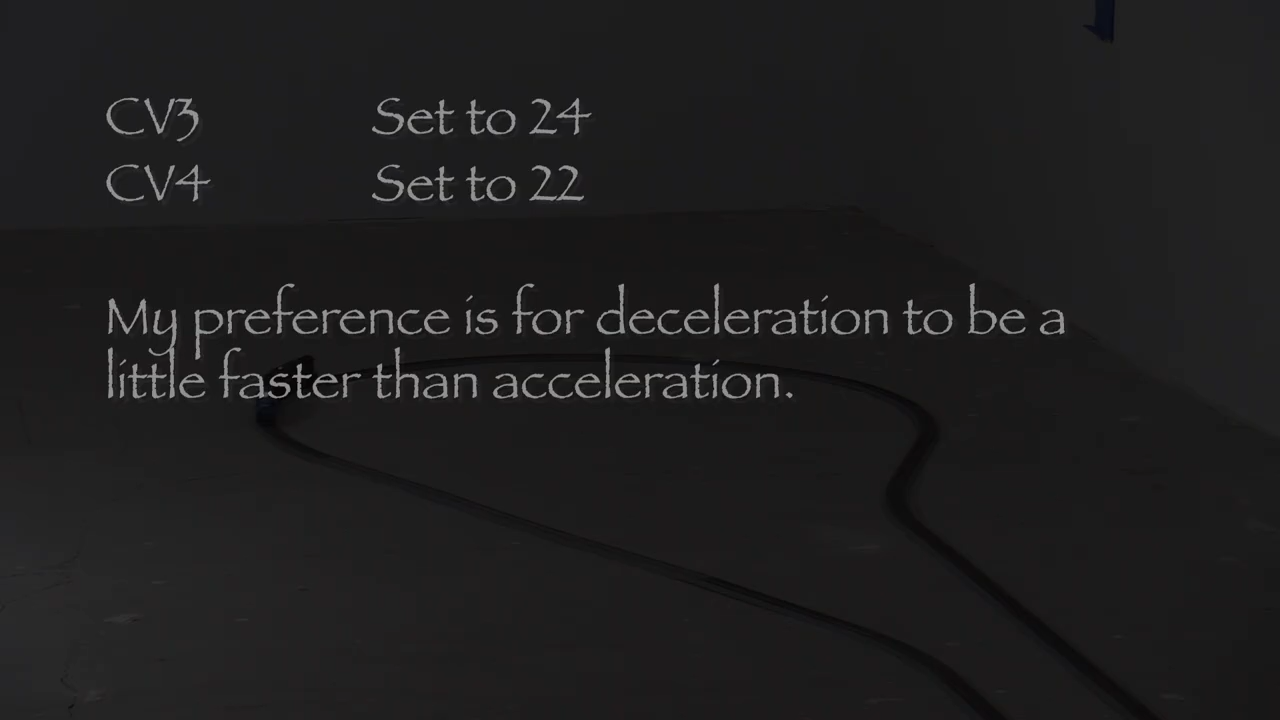 CV3 Set to 24
CV4 Set to 22
My preference is for deceleration to be a
little faster than acceleration.